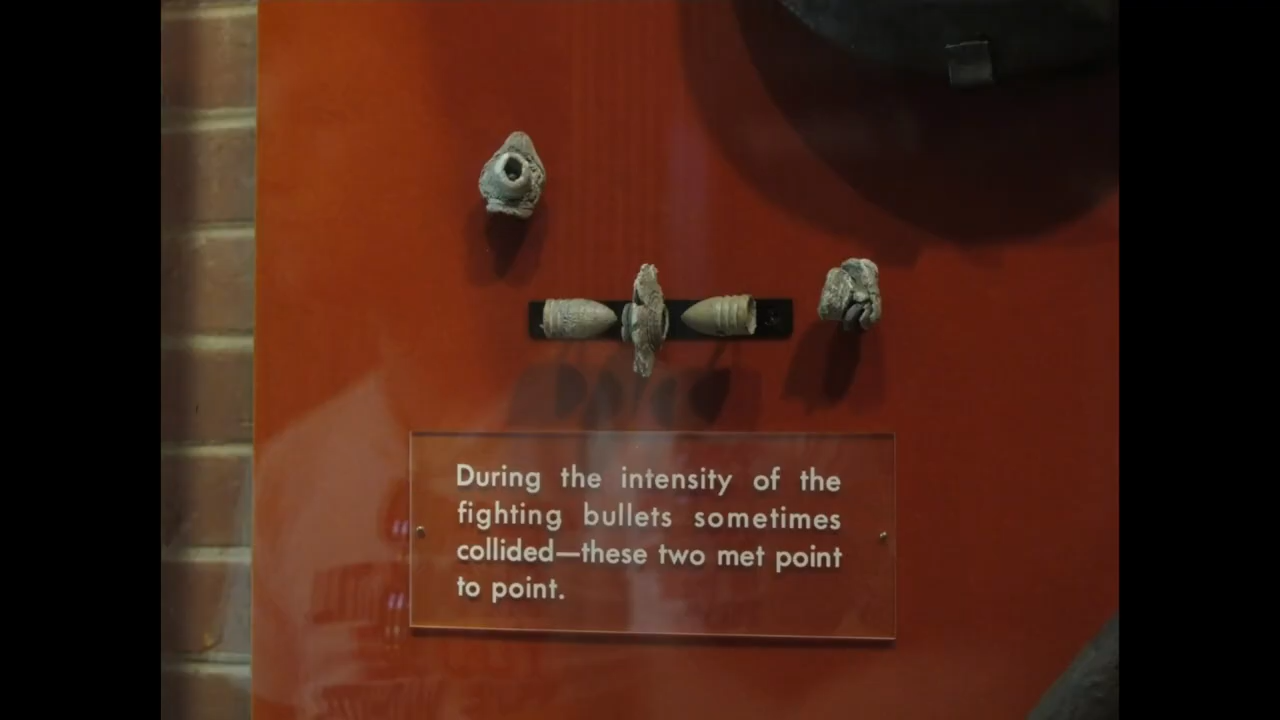 During the intensity of the
fighting bullets sometimes
collided—these two met point
to point.